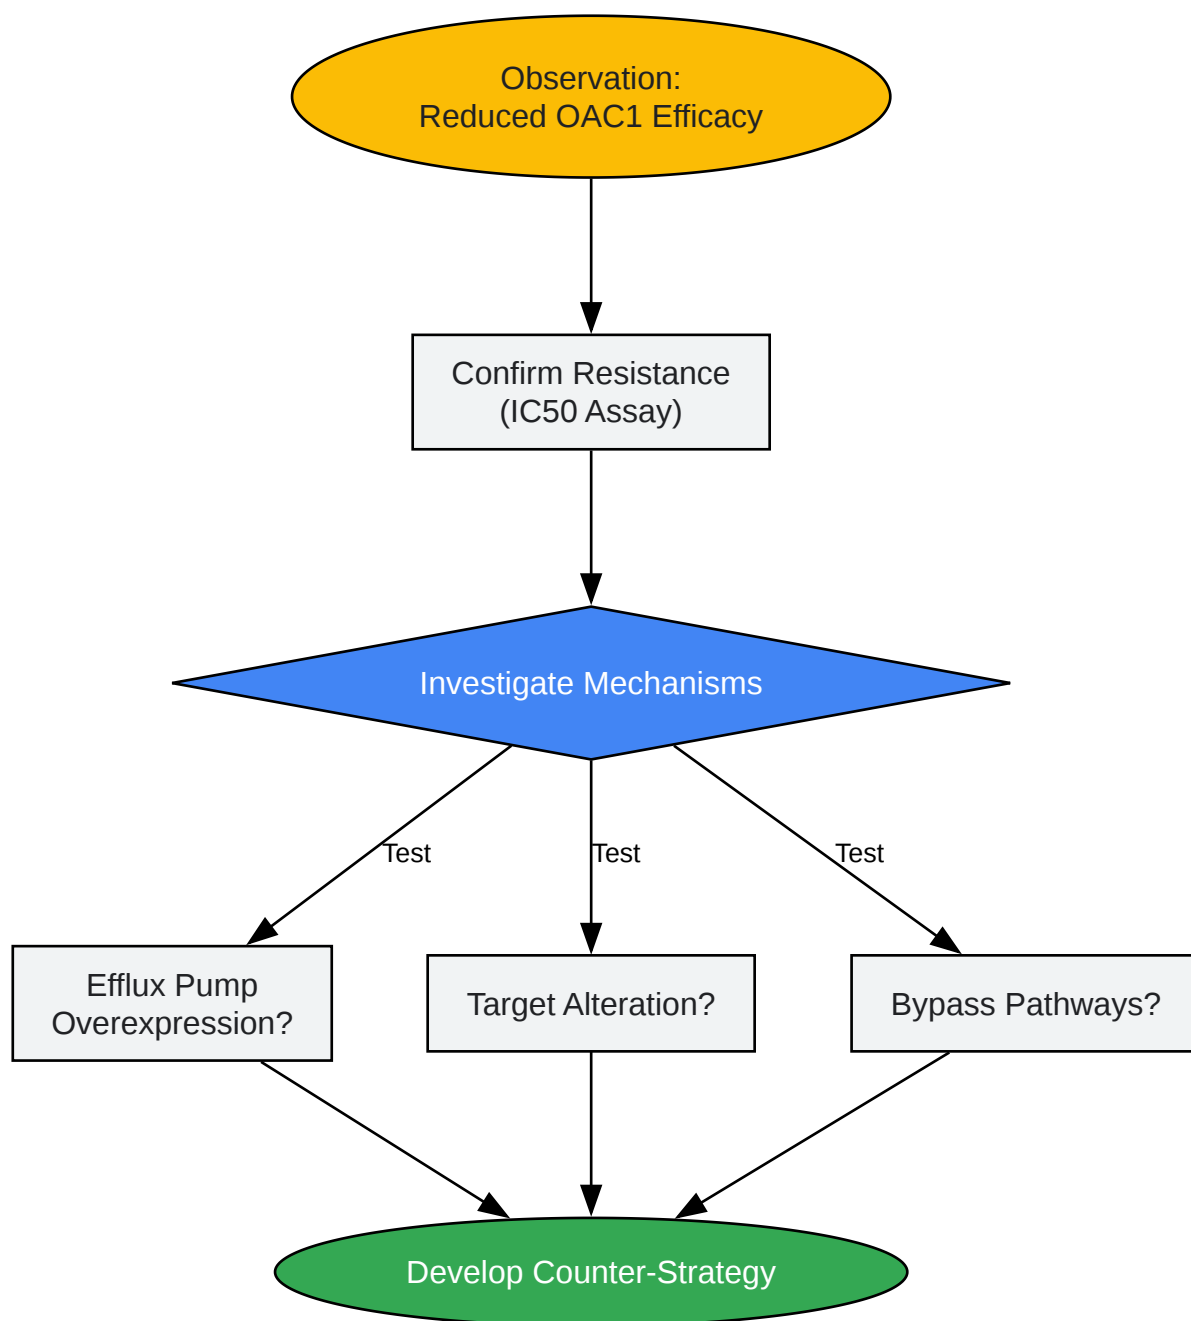 Observation:
Reduced OAC1 Efficacy
Confirm Resistance
(IC50 Assay)
Investigate Mechanisms
Test
Test
Test
Efflux Pump
Overexpression?
Target Alteration?
Bypass Pathways?
Develop Counter-Strategy